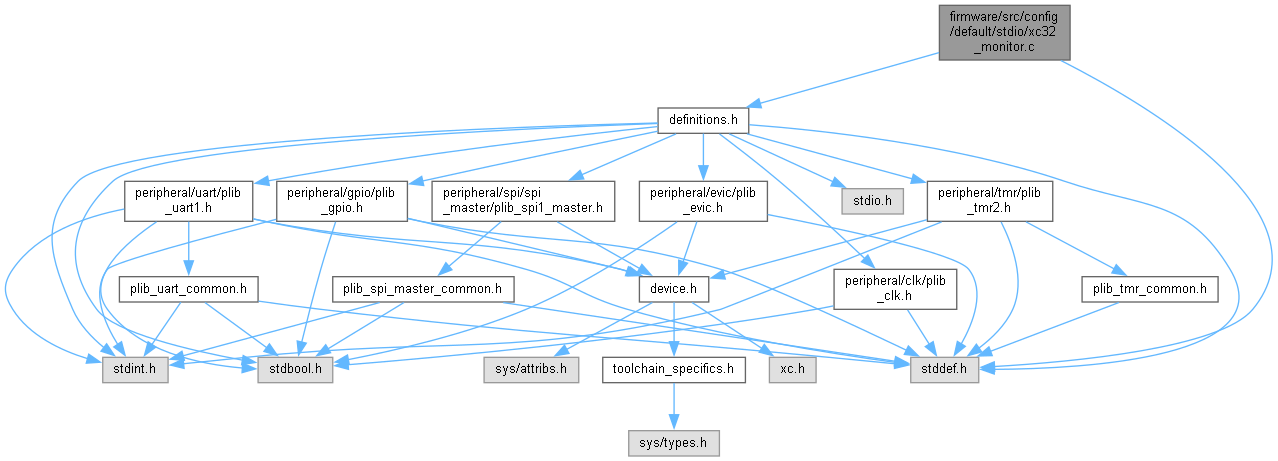 firmware/src/config
/default/stdio/xc32
_monitor.c
definitions.h
peripheral/uart/plib
_uart1.h
peripheral/gpio/plib
_gpio.h
peripheral/spi/spi
_master/plib_spi1_master.h
peripheral/evic/plib
_evic.h
stdio.h
peripheral/tmr/plib
_tmr2.h
plib_uart_common.h
plib_spi_master_common.h
device.h
peripheral/clk/plib
_clk.h
plib_tmr_common.h
stdint.h
stdbool.h
sys/attribs.h
toolchain_specifics.h
xc.h
stddef.h
sys/types.h